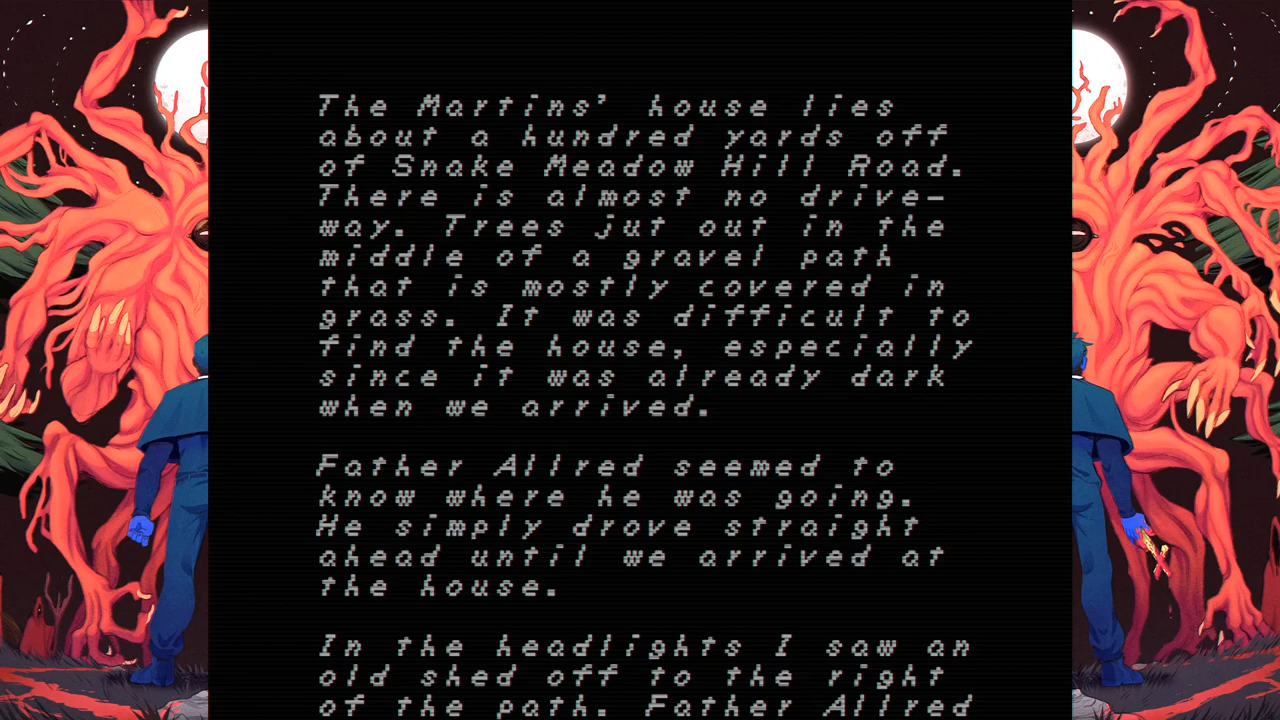 The Martins' house lies
about a hundred yards off
of Snake Meadow Hill Road.
There is almost no drive-
way. Trees jut out in the
middle of a gravel path
that is mostly covered in
grass. It was difficult to
find the house, especially
since it was already dark
when we arrived.
Father Allred seemed to
know where he was going.
He simply drove straight
ahead until we arrived at
the house.
In the headlights I saw an
old shed off to the right
of the path. Father Allred